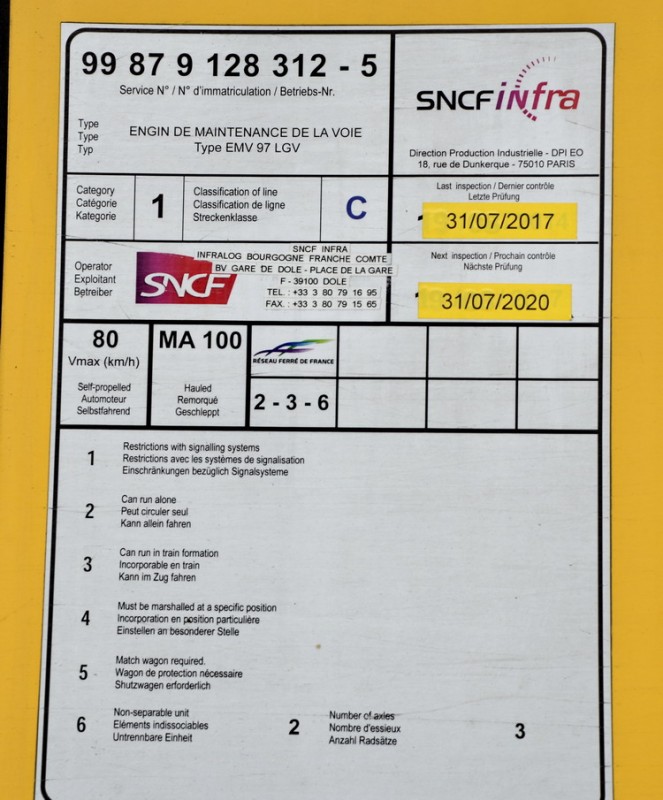 99 87 9 128 312 - 5
Service N° / N° d'immatriculation / Betriebs-Nr.
Type
Type
Typ
ENGIN DE MAINTENANCE DE LA VOIE
Type EMV 97 LGV
SNCF infra
Direction Production Industrielle - DPI EO
18, rue de Dunkerque - 75010 PARIS
Category
Catégorie
Kategorie
1
Classification of line
Classification de ligne
Streckenklasse
C
Last inspection / Dernier contrôle
Letzte Prüfung
31/07/2017
Operator
Exploitant
Betreiber
SNCF
SNCF INFRA
INFRALOG BOURGOGNE FRANCHE COMTE
BV GARE DE DOLE - PLACE DE LA GARE
F - 39100 DOLE
TEL. : +33 3 80 79 16 95
FAX. : +33 3 80 79 15 65
Next inspection / Prochain contrôle
Nächste Prüfung
31/07/2020
80
Vmax (km/h)
Self-propelled
Automoteur
Selbstfahrend
MA 100
Hauled
Remorqué
Geschleppt
RÉSEAU FERRÉ DE FRANCE
2 - 3 - 6
1
Restrictions with signalling systems
Restrictions avec les systèmes de signalisation
Einschränkungen bezüglich Signalsysteme
2
Can run alone
Peut circuler seul
Kann allein fahren
3
Can run in train formation
Incorporable en train
Kann im Zug fahren
4
Must be marshalled at a specific position
Incorporation en position particulière
Einstellen an besonderer Stelle
5
Match wagon required.
Wagon de protection nécessaire
Shutzwagen erforderlich
6
Non-separable unit
Eléments indissociables
Untrennbare Einheit
2
Number of axles
Nombre d'essieux
Anzahl Radsätze
3